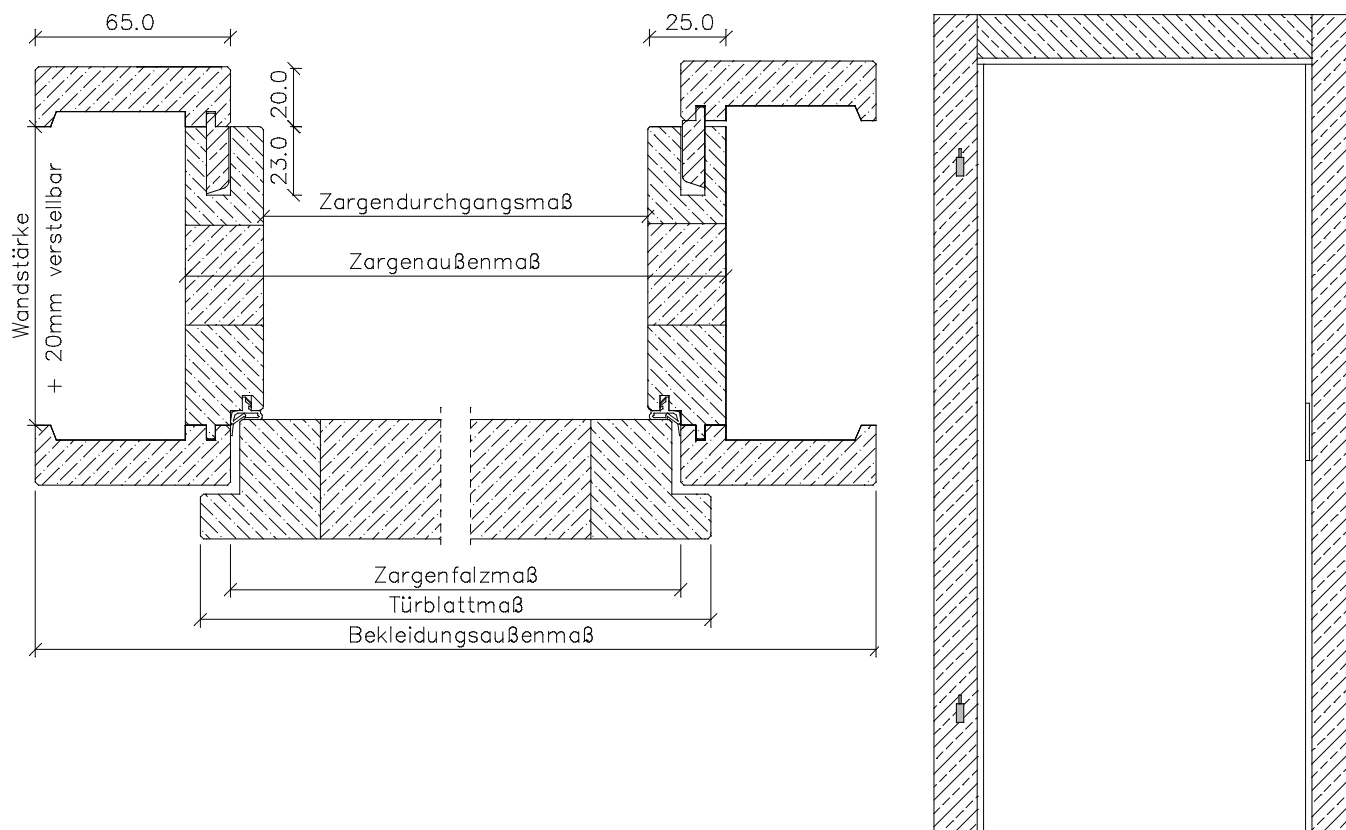 65.0
25.0
20.0
23.0
Zargendurchgangsmaß
Zargenaußenmaß
Wandstärke
+ 20mm verstellbar
Zargenfalzmaß
Türblattmaß
Bekleidungsaußenmaß